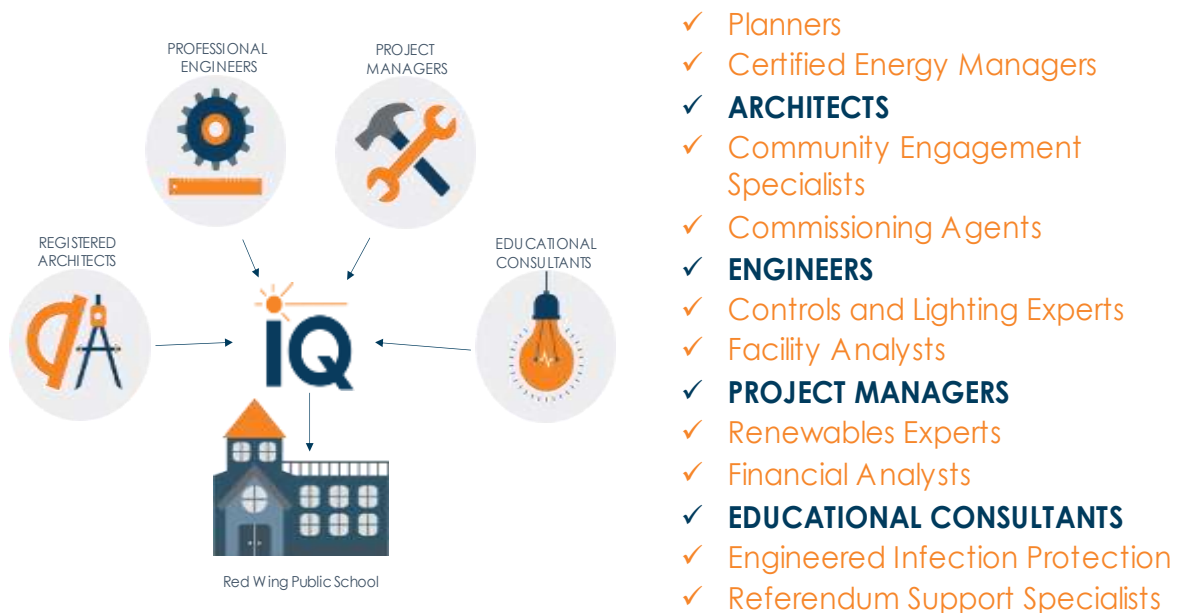 PROFESSIONAL
ENGINEERS
PROJECT
MANAGERS
REGISTERED
ARCHITECTS
EDUCATIONAL
CONSULTANTS
iQ
Red Wing Public School
✓ Planners
✓ Certified Energy Managers
✓ ARCHITECTS
✓ Community Engagement
Specialists
✓ Commissioning Agents
✓ ENGINEERS
✓ Controls and Lighting Experts
✓ Facility Analysts
✓ PROJECT MANAGERS
✓ Renewables Experts
✓ Financial Analysts
✓ EDUCATIONAL CONSULTANTS
✓ Engineered Infection Protection
✓ Referendum Support Specialists